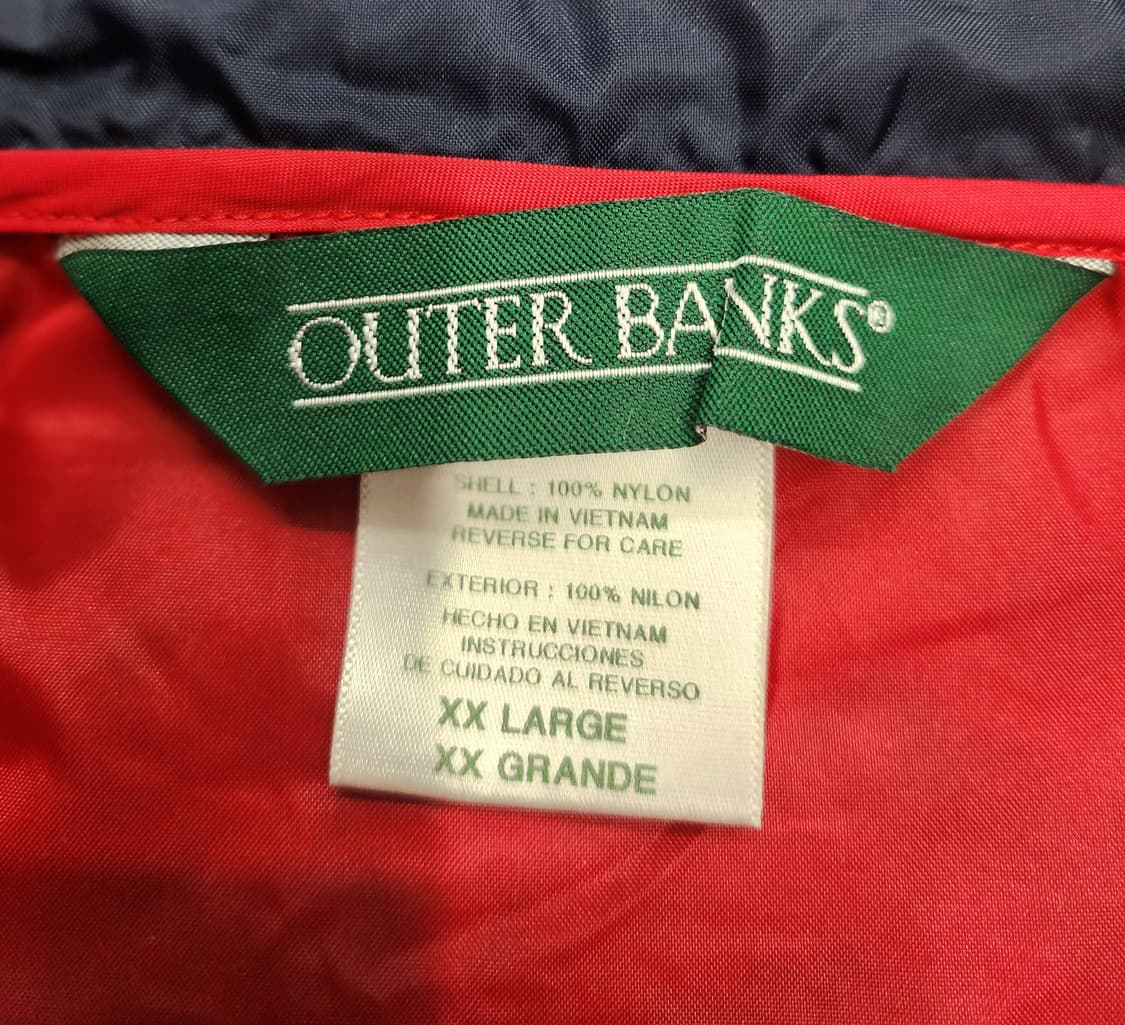 OUTER BANKS®
SHELL : 100% NYLON
MADE IN VIETNAM
REVERSE FOR CARE
EXTERIOR : 100% NILON
HECHO EN VIETNAM
INSTRUCCIONES
DE CUIDADO AL REVERSO
XX LARGE
XX GRANDE